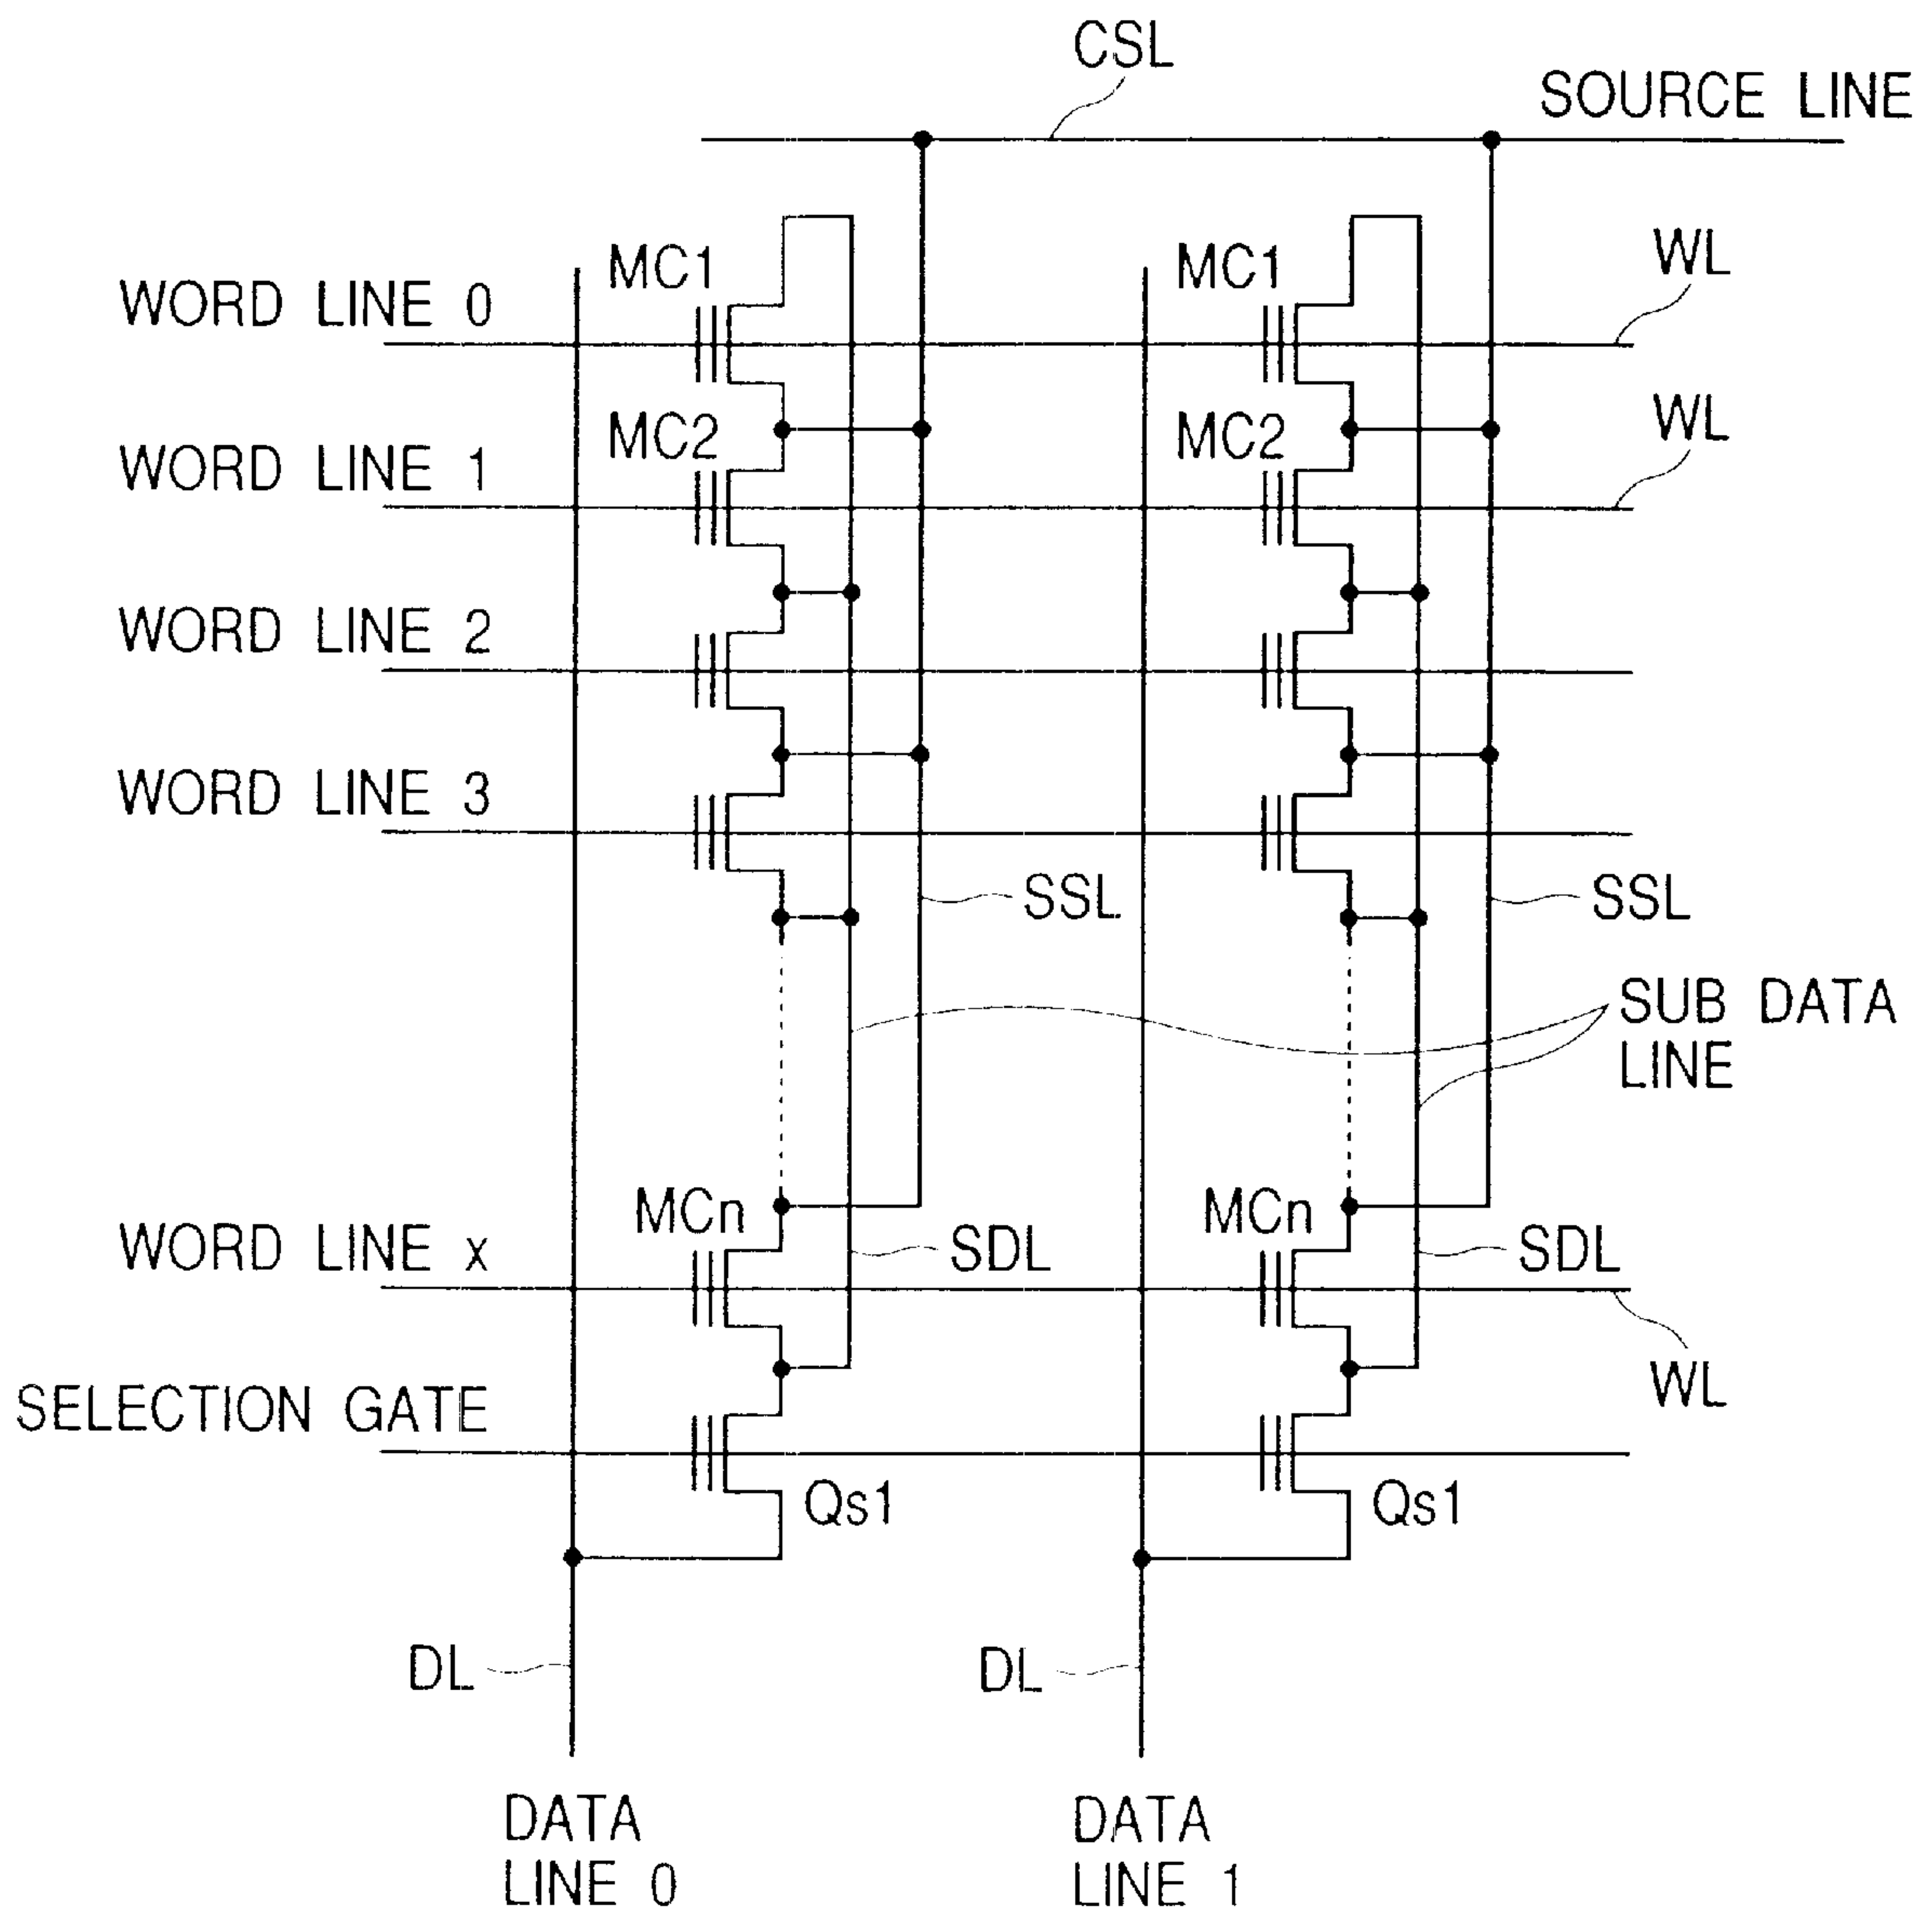 CSL
SOURCE LINE
MC1
MC1
WL
WORD LINE 0
MC2
MC2
WL
WORD LINE 1
WORD LINE 2
WORD LINE 3
SSL
SSL
SUB DATA
LINE
MCn
MCn
WORD LINE x
SDL
SDL
WL
SELECTION GATE
Qs1
Qs1
DL
DL
DATA
LINE 0
DATA
LINE 1